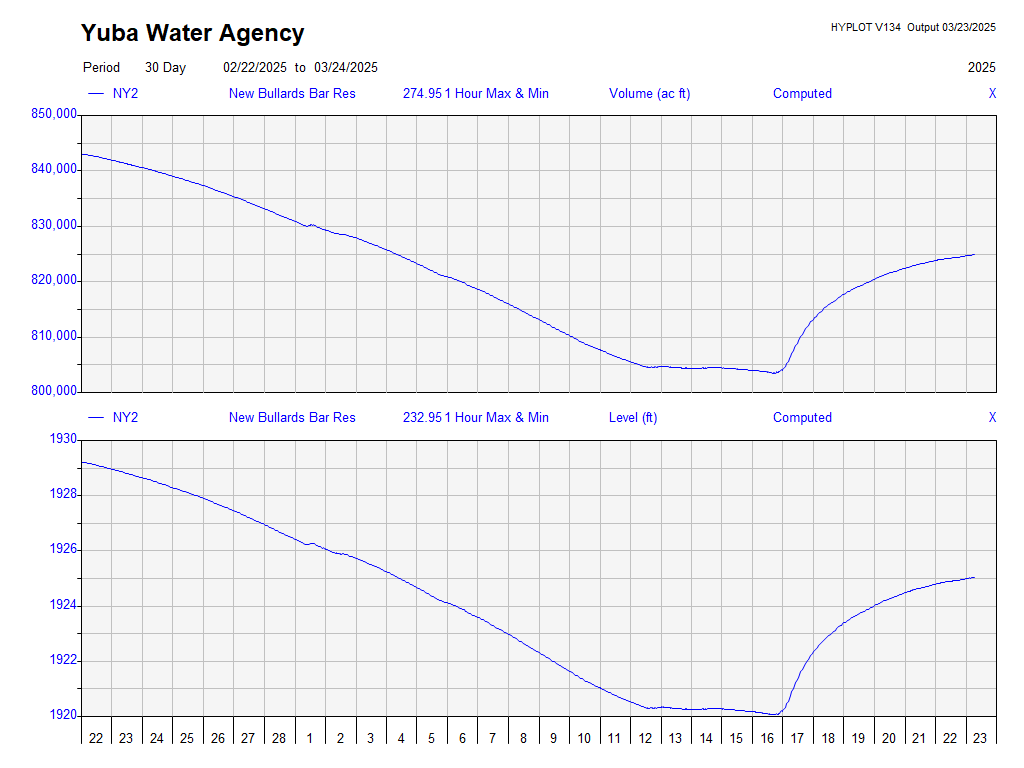 Yuba Water Agency
HYPLOT V134 Output 03/23/2025
Period 30 Day 02/22/2025 to 03/24/2025 2025
NY2 New Bullards Bar Res 274.95 1 Hour Max & Min Volume (ac ft) Computed X
850,000
840,000
830,000
820,000
810,000
800,000
NY2 New Bullards Bar Res 232.95 1 Hour Max & Min Level (ft) Computed X
1930
1928
1926
1924
1922
1920
22 23 24 25 26 27 28 1 2 3 4 5 6 7 8 9 10 11 12 13 14 15 16 17 18 19 20 21 22 23